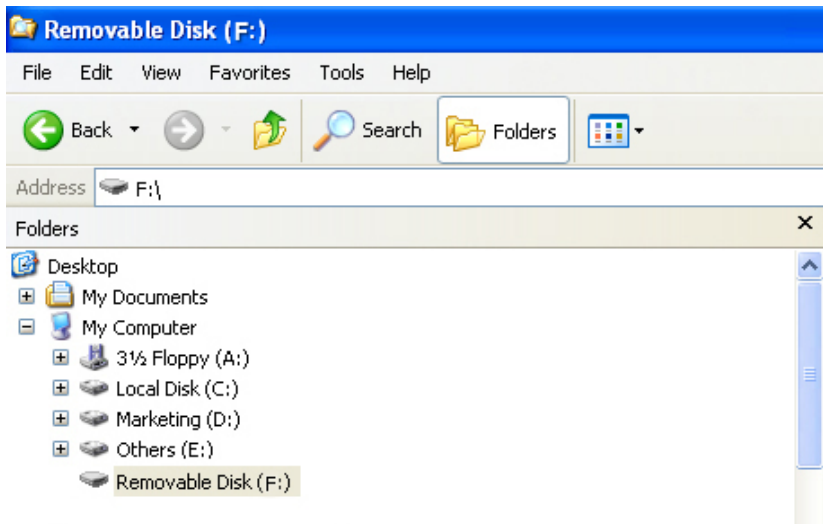 Removable Disk (F:)
File Edit View Favorites Tools Help
Back Search Folders
Address F:\
Folders
Desktop
My Documents
My Computer
3½ Floppy (A:)
Local Disk (C:)
Marketing (D:)
Others (E:)
Removable Disk (F:)